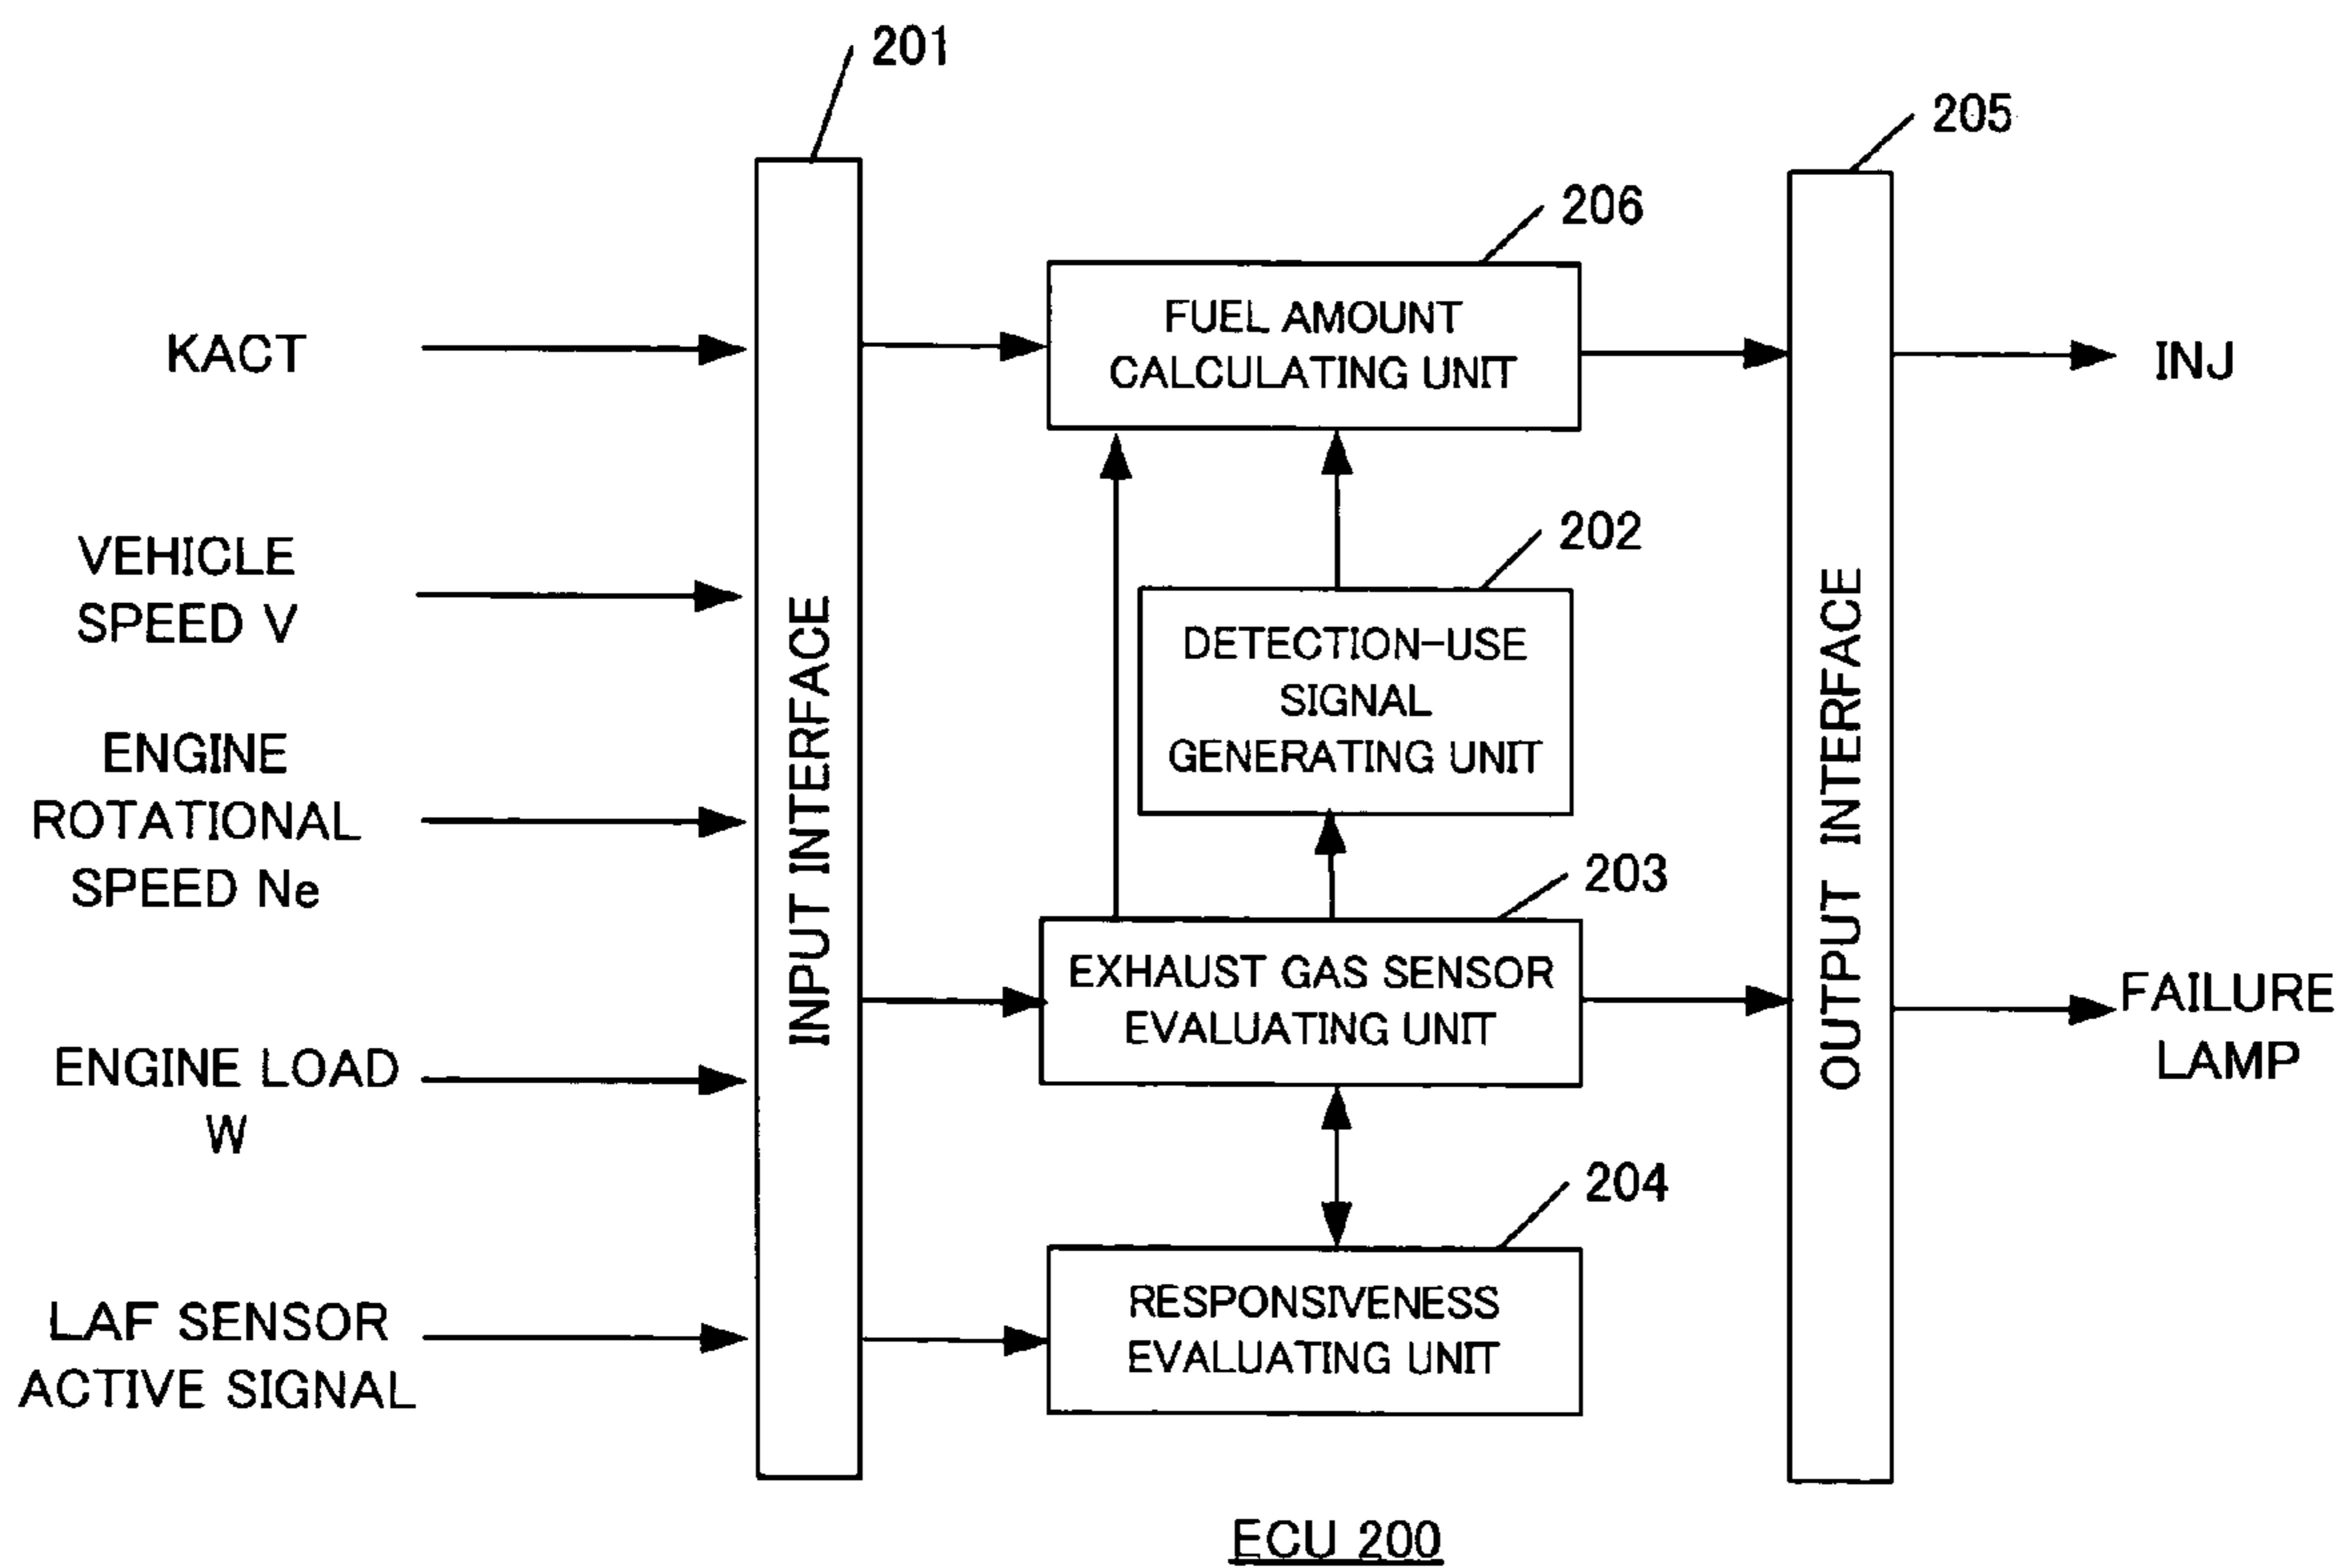 201
205
206
FUEL AMOUNT
CALCULATING UNIT
KACT
INJ
202
VEHICLE
SPEED V
DETECTION-USE
SIGNAL
GENERATING UNIT
INPUT INTERFACE
OUTPUT INTERFACE
ENGINE
ROTATIONAL
SPEED Ne
203
EXHAUST GAS SENSOR
EVALUATING UNIT
FAILURE
LAMP
ENGINE LOAD
W
204
RESPONSIVENESS
EVALUATING UNIT
LAF SENSOR
ACTIVE SIGNAL
ECU 200